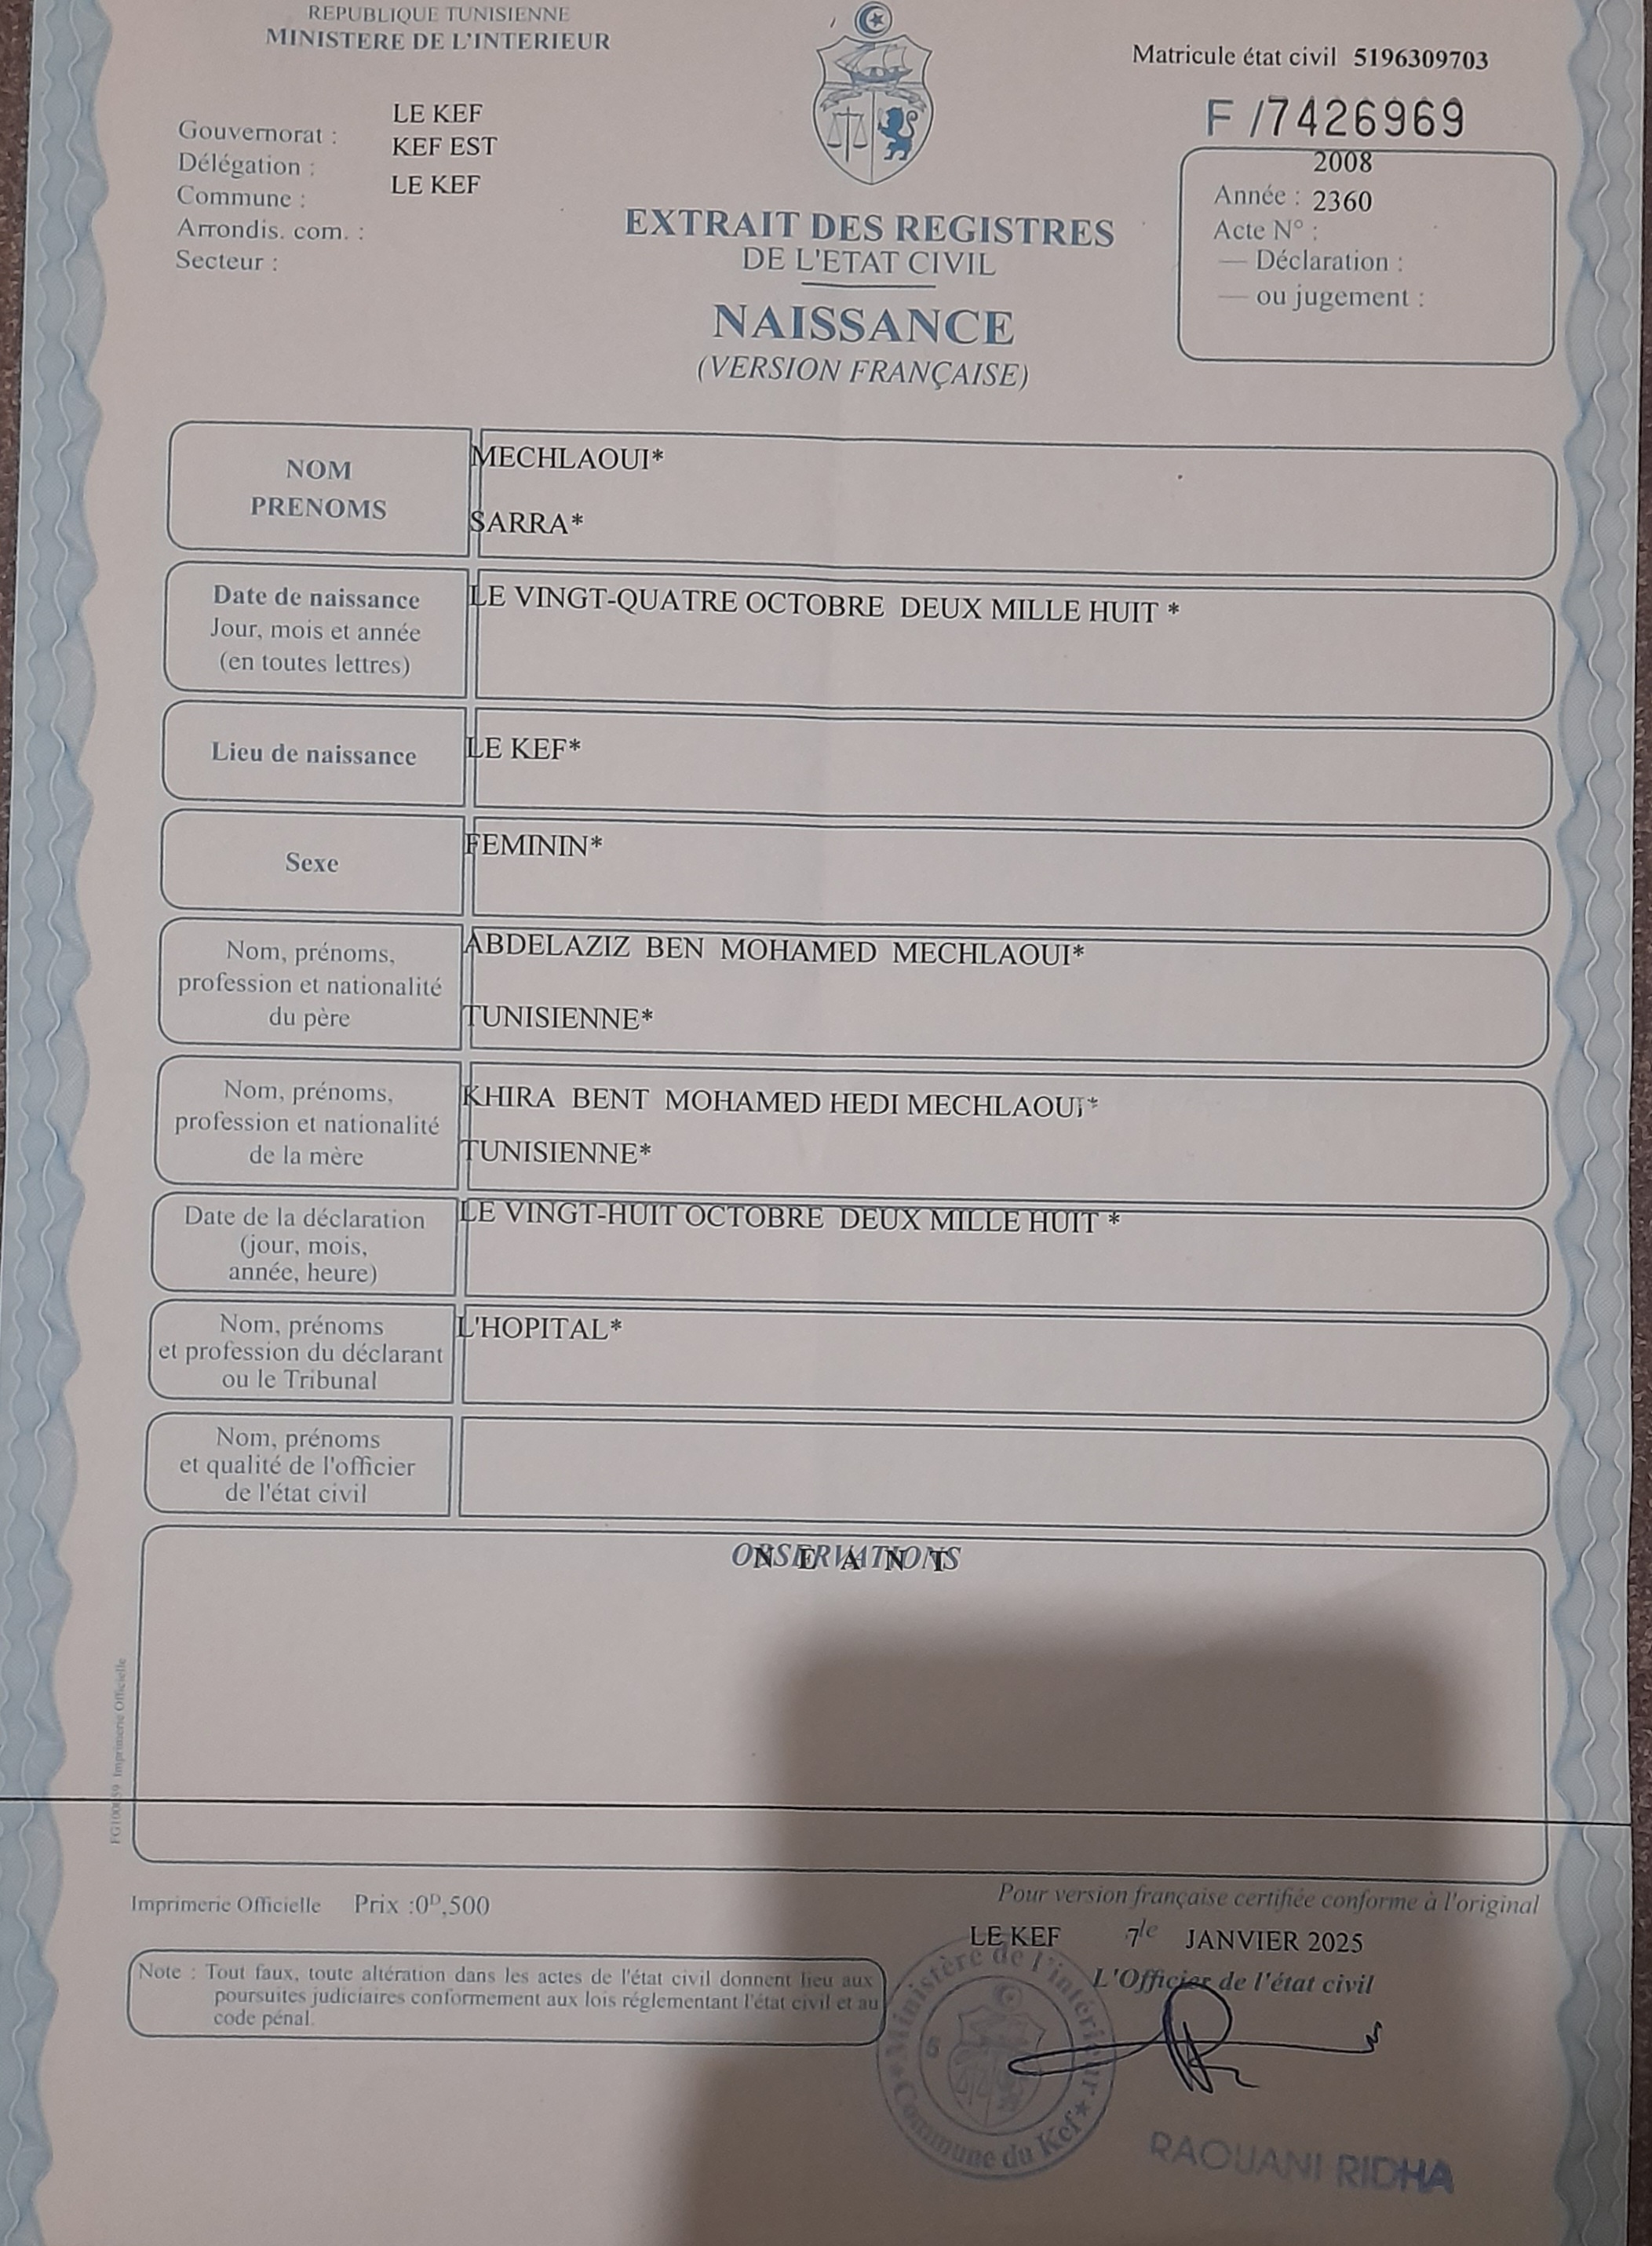 REPUBLIQUE TUNISIENNE
MINISTERE DE L'INTERIEUR
Matricule état civil 5196309703
F /7426969
Gouvernorat : LE KEF
Délégation : KEF EST
Commune : LE KEF
Arrondis. com. :
Secteur :
2008
Année : 2360
Acte N° :
— Déclaration :
— ou jugement :
EXTRAIT DES REGISTRES
DE L'ETAT CIVIL
NAISSANCE
(VERSION FRANÇAISE)
NOM
PRENOMS
MECHLAOUI*
SARRA*
Date de naissance
Jour, mois et année
(en toutes lettres)
LE VINGT-QUATRE OCTOBRE DEUX MILLE HUIT *
Lieu de naissance
LE KEF*
Sexe
FEMININ*
Nom, prénoms,
profession et nationalité
du père
ABDELAZIZ BEN MOHAMED MECHLAOUI*
TUNISIENNE*
Nom, prénoms,
profession et nationalité
de la mère
KHIRA BENT MOHAMED HEDI MECHLAOUI*
TUNISIENNE*
Date de la déclaration
(jour, mois,
année, heure)
LE VINGT-HUIT OCTOBRE DEUX MILLE HUIT *
Nom, prénoms
et profession du déclarant
ou le Tribunal
L'HOPITAL*
Nom, prénoms
et qualité de l'officier
de l'état civil
OBSERVATIONS
N E A N T
Imprimerie Officielle
Imprimerie Officielle Prix :0ᴰ,500
Pour version française certifiée conforme à l'original
LE KEF 7 le JANVIER 2025
L'Officier de l'état civil
Note : Tout faux, toute altération dans les actes de l'état civil donnent lieu aux
poursuites judiciaires conformement aux lois réglementant l'état civil et au
code pénal.
Ministère de l'intérieur
Commune du Kef
RAOUANI RIDHA